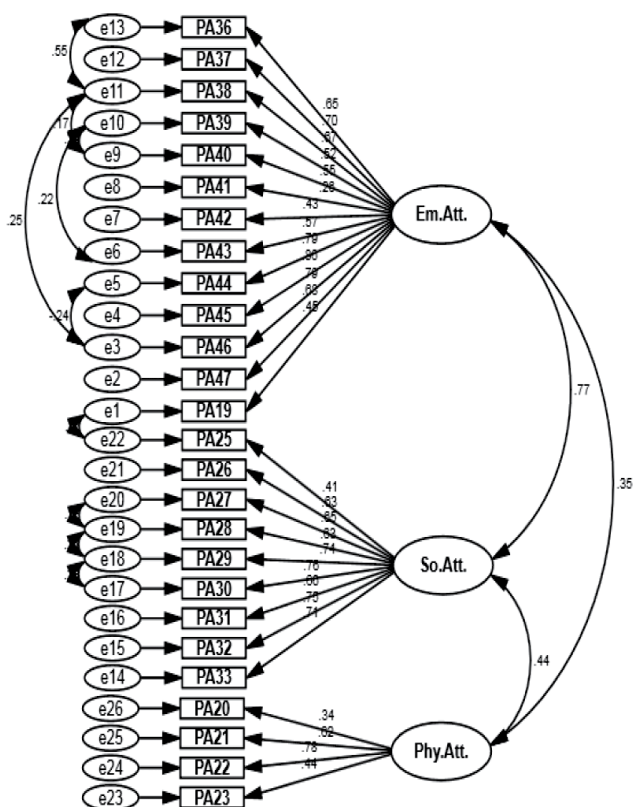 e13 PA36
e12 PA37
.55
e11 PA38
.65
.70
.67
e10 PA39
.17
.52
e9 PA40
.55
e8 PA41
.22
.43
e7 PA42
Em.Att.
.25
.57
e6 PA43
.79
e5 PA44
e4 PA45
.79
.68
.45
-.24
e3 PA46
e2 PA47
.77
e1 PA19
e22 PA25
e21 PA26
.41
.63
.65
e20 PA27
.35
e19 PA28
.74
e18 PA29
So.Att.
.76
e17 PA30
e16 PA31
.71
e15 PA32
.44
e14 PA33
e26 PA20
.34
.62
e25 PA21
Phy.Att.
.78
e24 PA22
.44
e23 PA23